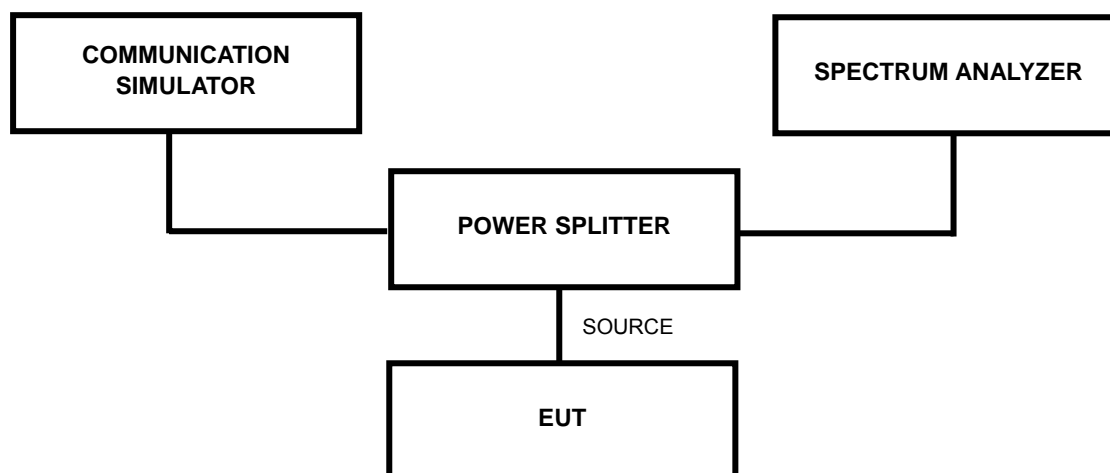 COMMUNICATION
SIMULATOR
SPECTRUM ANALYZER
POWER SPLITTER
SOURCE
EUT